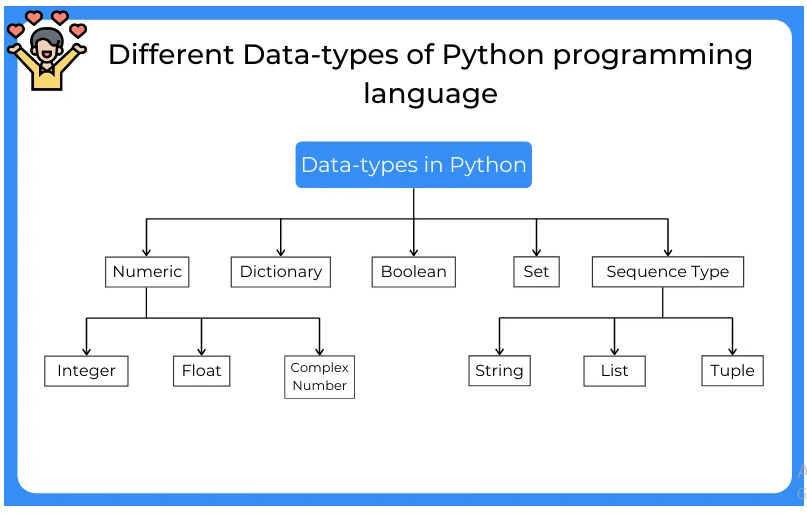 Different Data-types of Python programming
language
Data-types in Python
Numeric
Dictionary
Boolean
Set
Sequence Type
Integer
Float
Complex
Number
String
List
Tuple